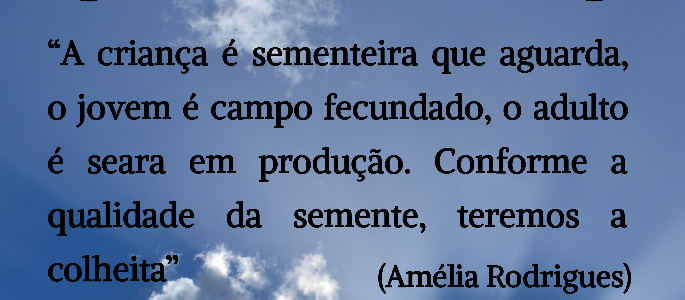 “A criança é sementeira que aguarda,
o jovem é campo fecundado, o adulto
é seara em produção. Conforme a
qualidade da semente, teremos a
colheita”
(Amélia Rodrigues)